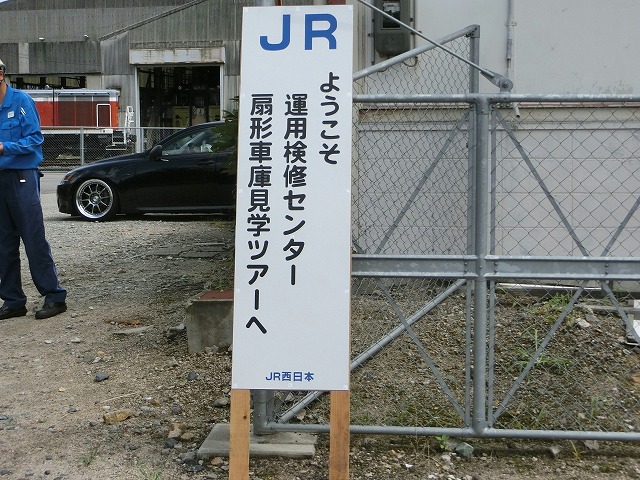 JR
ようこそ
運用検修センター
扇形車庫見学ツアーへ
JR西日本